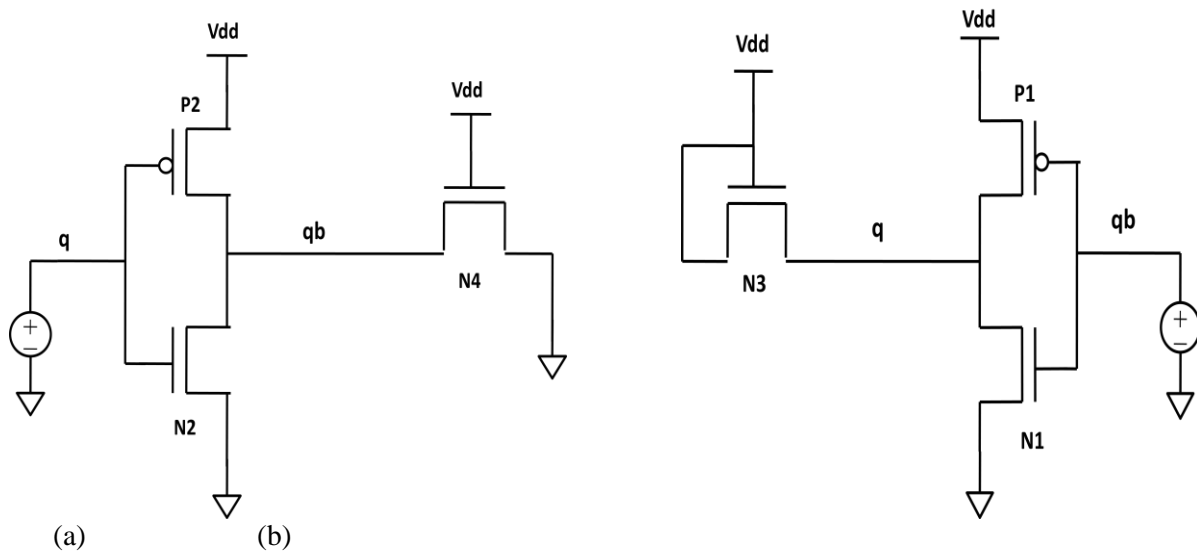 Vdd
P2
Vdd
q
qb
N4
N2
Vdd
Vdd
P1
q
qb
N3
N1
+
−
+
−
(a) (b)